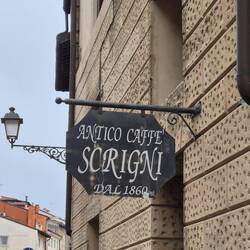 ANTICO CAFFE'
SCRIGNI
DAL 1860